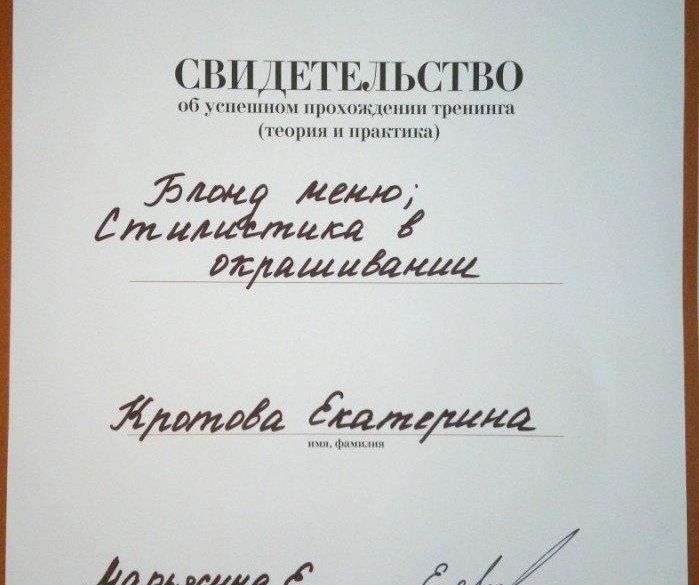 СВИДЕТЕЛЬСТВО
об успешном прохождении тренинга
(теория и практика)
Блонд меню;
Стилистика в
окрашивании
Кротова Екатерина
имя, фамилия